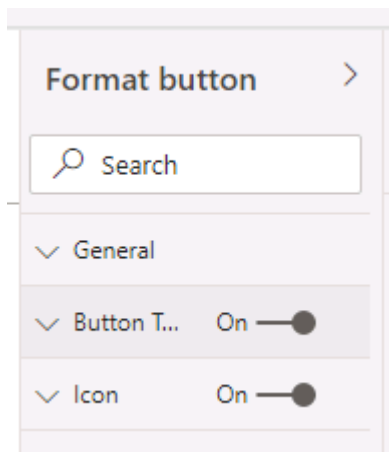 Format button
Search
General
Button T... On
Icon On